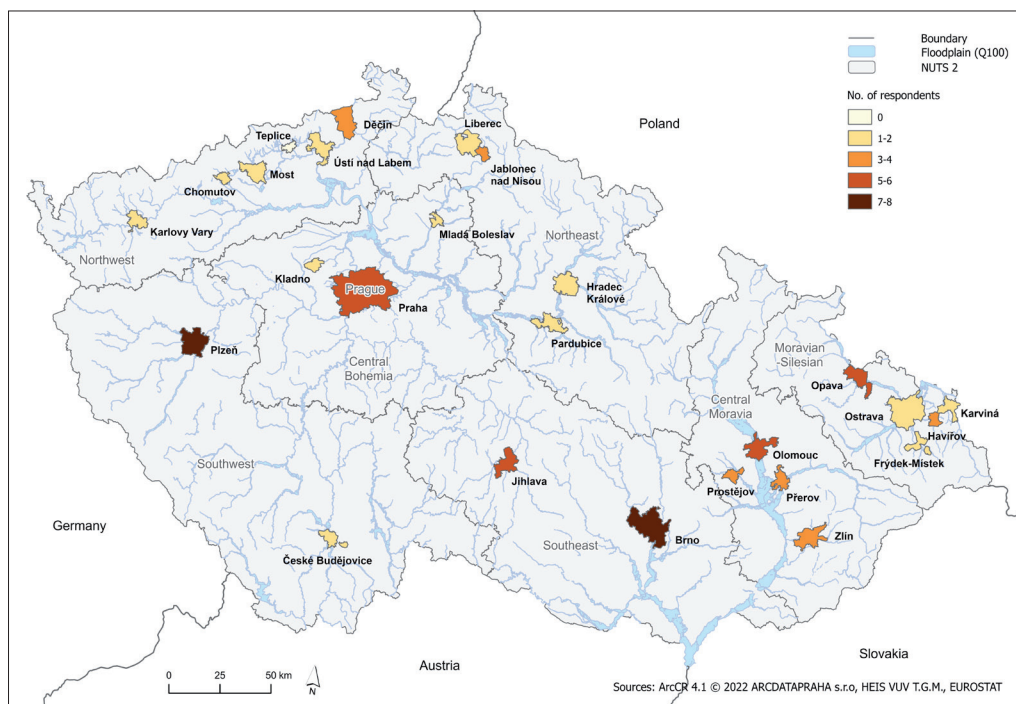 Boundary
Floodplain (Q100)
NUTS 2
No. of respondents
0
1-2
3-4
5-6
7-8
Poland
Děčín
Teplice
Liberec
Ústí nad Labem
Most
Jablonec
nad Nisou
Chomutov
Karlovy Vary
Mladá Boleslav
Northeast
Northwest
Kladno
Prague
Praha
Hradec
Králové
Pardubice
Plzeň
Central
Bohemia
Moravian
-Silesian
Opava
Ostrava
Karviná
Havířov
Frýdek-Místek
Central
Moravia
Olomouc
Southwest
Jihlava
Prostějov
Přerov
Germany
Zlín
Brno
Southeast
České Budějovice
Slovakia
Austria
0
25
50 km
N
Sources: ArcCR 4.1 © 2022 ARCDATAPRAHA s.r.o, HEIS VUV T.G.M., EUROSTAT